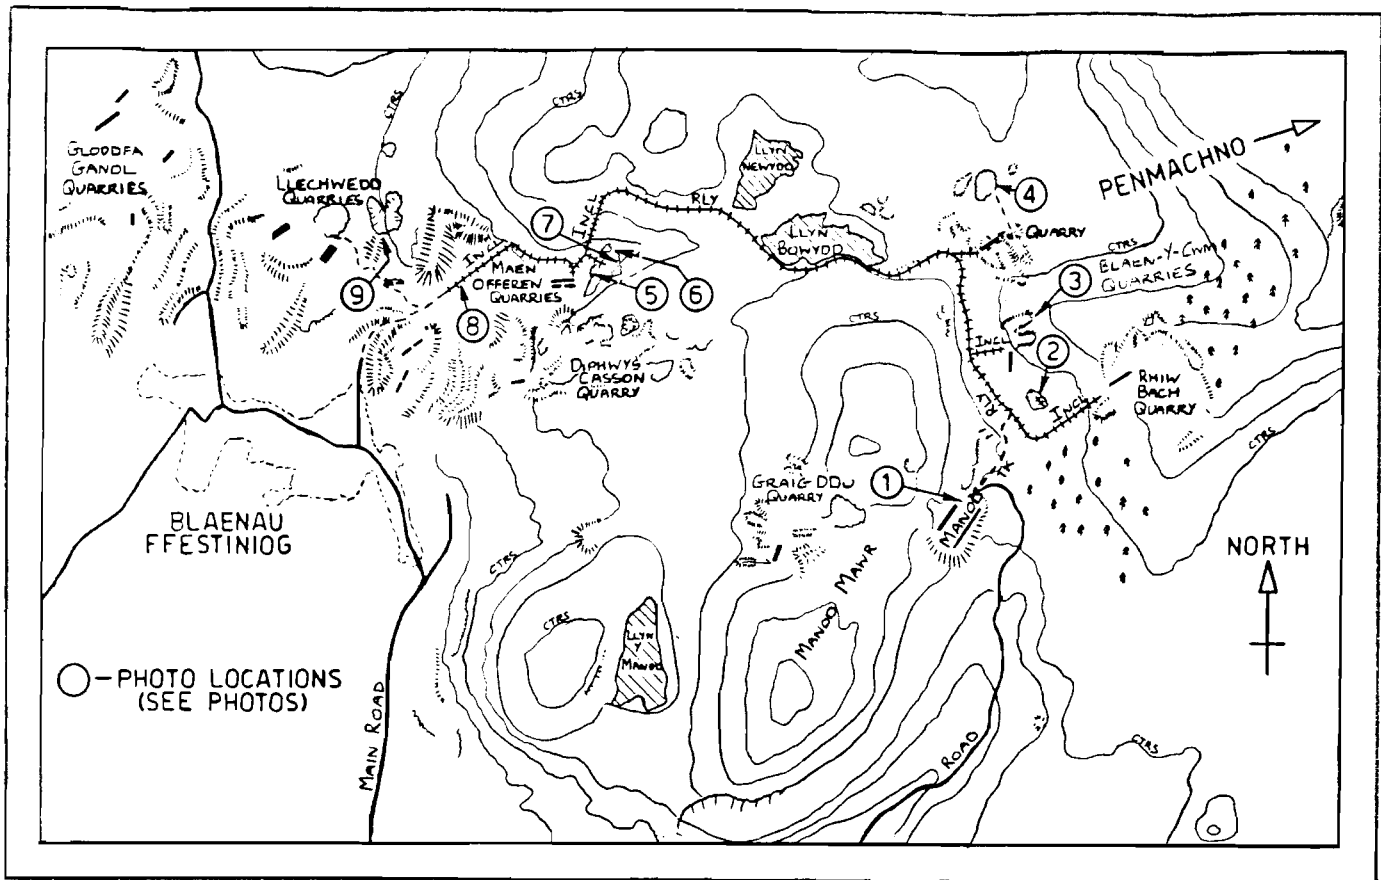 CTRS
CTRS
GLODDFA
GANOL
QUARRIES
LLECHWEDD
QUARRIES
LLYN
NEWYDD
PENMACHNO
4
7
INCL
RLY
QUARRY
LLYN
BOWYDD
CTRS
BLAEN-Y-CWM
QUARRIES
INCL
MAEN
OFFEREN
QUARRIES
9
8
5
6
3
CTRS
INCL
2
DIPHWYS
CASSON
QUARRY
RHIW
BACH
QUARRY
RLY
INCL
CTRS
GRAIG DDU
QUARRY
1
TK
MANOD
BLAENAU
FFESTINIOG
CTRS
MANOD MAWR
NORTH
CTRS
LLYN
Y
MANOD
– PHOTO LOCATIONS
(SEE PHOTOS)
MAIN ROAD
ROAD
CTRS